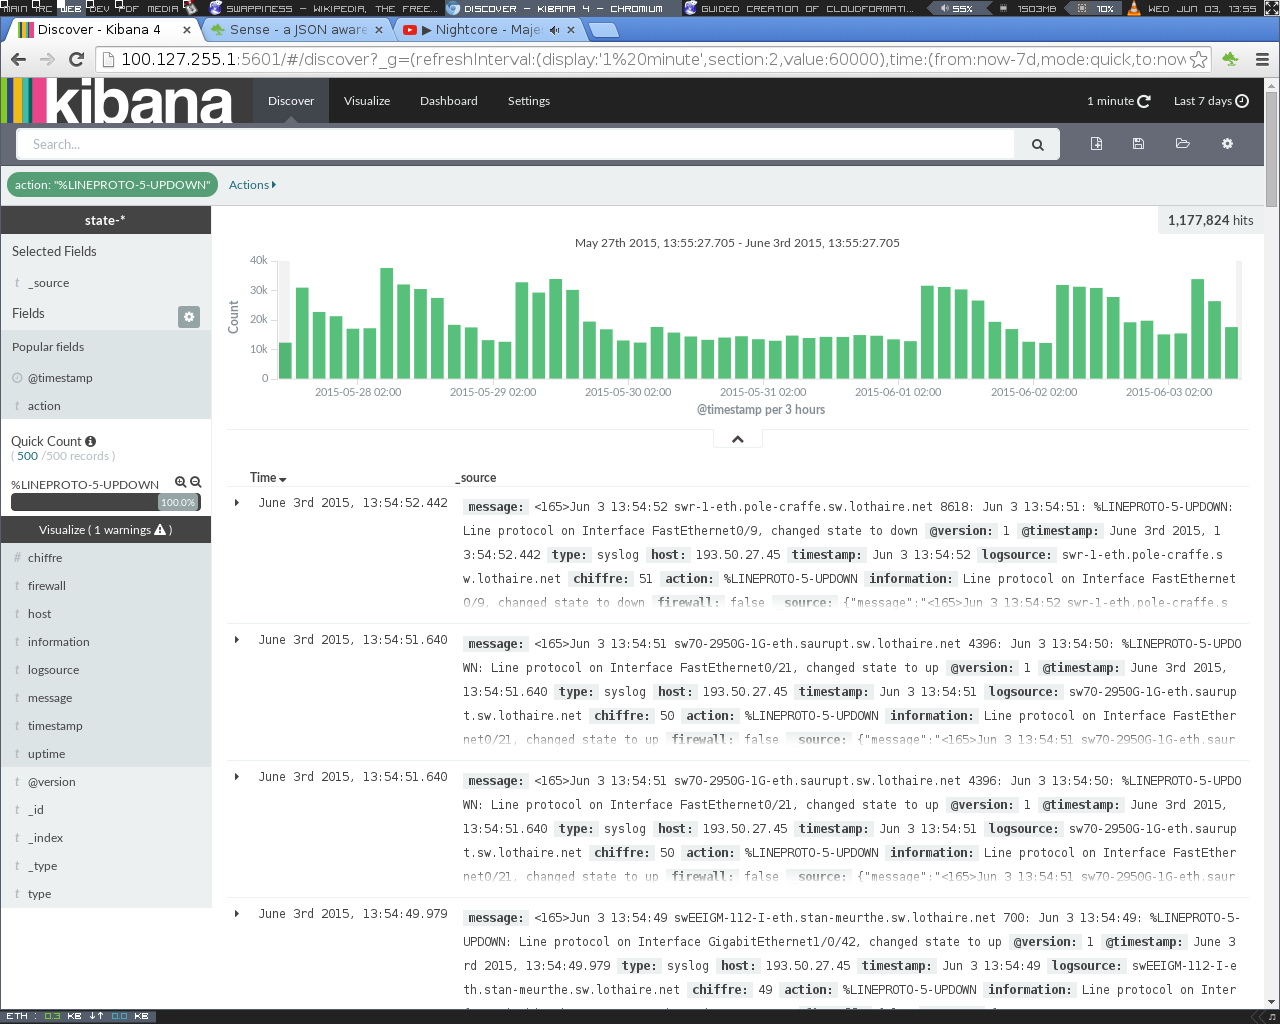 MAIN IRC WEB DEV PDF MEDIA SWAPPINESS — WIKIPEDIA, THE FREE... DISCOVER — KIBANA 4 — CHROMIUM GUIDED CREATION OF CLOUDFORMATI... 55% 1503MB 10% WED JUN 03, 13:55
Discover - Kibana 4 Sense - a JSON aware ▶ Nightcore - Maje
100.127.255.1:5601/#/discover?_g=(refreshInterval:(display:'1%20minute',section:2,value:60000),time:(from:now-7d,mode:quick,to:now
kibana Discover Visualize Dashboard Settings 1 minute Last 7 days
Search...
action: "%LINEPROTO-5-UPDOWN" Actions
state-*
1,177,824 hits
Selected Fields
t _source
Fields
Popular fields
@timestamp
t action
Quick Count
( 500 /500 records )
%LINEPROTO-5-UPDOWN
100.0%
Visualize ( 1 warnings )
# chiffre
t firewall
t host
t information
t logsource
t message
t timestamp
t uptime
t @version
t _id
t _index
t _type
t type
May 27th 2015, 13:55:27.705 - June 3rd 2015, 13:55:27.705
Count
40k
30k
20k
10k
0
2015-05-28 02:00 2015-05-29 02:00 2015-05-30 02:00 2015-05-31 02:00 2015-06-01 02:00 2015-06-02 02:00 2015-06-03 02:00
@timestamp per 3 hours
Time _source
June 3rd 2015, 13:54:52.442 message: <165>Jun 3 13:54:52 swr-1-eth.pole-craffe.sw.lothaire.net 8618: Jun 3 13:54:51: %LINEPROTO-5-UPDOWN:
Line protocol on Interface FastEthernet0/9, changed state to down @version: 1 @timestamp: June 3rd 2015, 1
3:54:52.442 type: syslog host: 193.50.27.45 timestamp: Jun 3 13:54:52 logsource: swr-1-eth.pole-craffe.s
w.lothaire.net chiffre: 51 action: %LINEPROTO-5-UPDOWN information: Line protocol on Interface FastEthernet
0/9, changed state to down firewall: false _source: {"message":"<165>Jun 3 13:54:52 swr-1-eth.pole-craffe.s
June 3rd 2015, 13:54:51.640 message: <165>Jun 3 13:54:51 sw70-2950G-1G-eth.saurupt.sw.lothaire.net 4396: Jun 3 13:54:50: %LINEPROTO-5-UPDO
WN: Line protocol on Interface FastEthernet0/21, changed state to up @version: 1 @timestamp: June 3rd 2015,
13:54:51.640 type: syslog host: 193.50.27.45 timestamp: Jun 3 13:54:51 logsource: sw70-2950G-1G-eth.saurup
t.sw.lothaire.net chiffre: 50 action: %LINEPROTO-5-UPDOWN information: Line protocol on Interface FastEther
net0/21, changed state to up firewall: false _source: {"message":"<165>Jun 3 13:54:51 sw70-2950G-1G-eth.saur
June 3rd 2015, 13:54:51.640 message: <165>Jun 3 13:54:51 sw70-2950G-1G-eth.saurupt.sw.lothaire.net 4396: Jun 3 13:54:50: %LINEPROTO-5-UPDO
WN: Line protocol on Interface FastEthernet0/21, changed state to up @version: 1 @timestamp: June 3rd 2015,
13:54:51.640 type: syslog host: 193.50.27.45 timestamp: Jun 3 13:54:51 logsource: sw70-2950G-1G-eth.saurup
t.sw.lothaire.net chiffre: 50 action: %LINEPROTO-5-UPDOWN information: Line protocol on Interface FastEther
net0/21, changed state to up firewall: false _source: {"message":"<165>Jun 3 13:54:51 sw70-2950G-1G-eth.saur
June 3rd 2015, 13:54:49.979 message: <165>Jun 3 13:54:49 swEEIGM-112-I-eth.stan-meurthe.sw.lothaire.net 700: Jun 3 13:54:49: %LINEPROTO-5-
UPDOWN: Line protocol on Interface GigabitEthernet1/0/42, changed state to up @version: 1 @timestamp: June 3
rd 2015, 13:54:49.979 type: syslog host: 193.50.27.45 timestamp: Jun 3 13:54:49 logsource: swEEIGM-112-I-e
th.stan-meurthe.sw.lothaire.net chiffre: 49 action: %LINEPROTO-5-UPDOWN information: Line protocol on Inter
ETH : 0.3 KB ↓↑ 0.0 KB